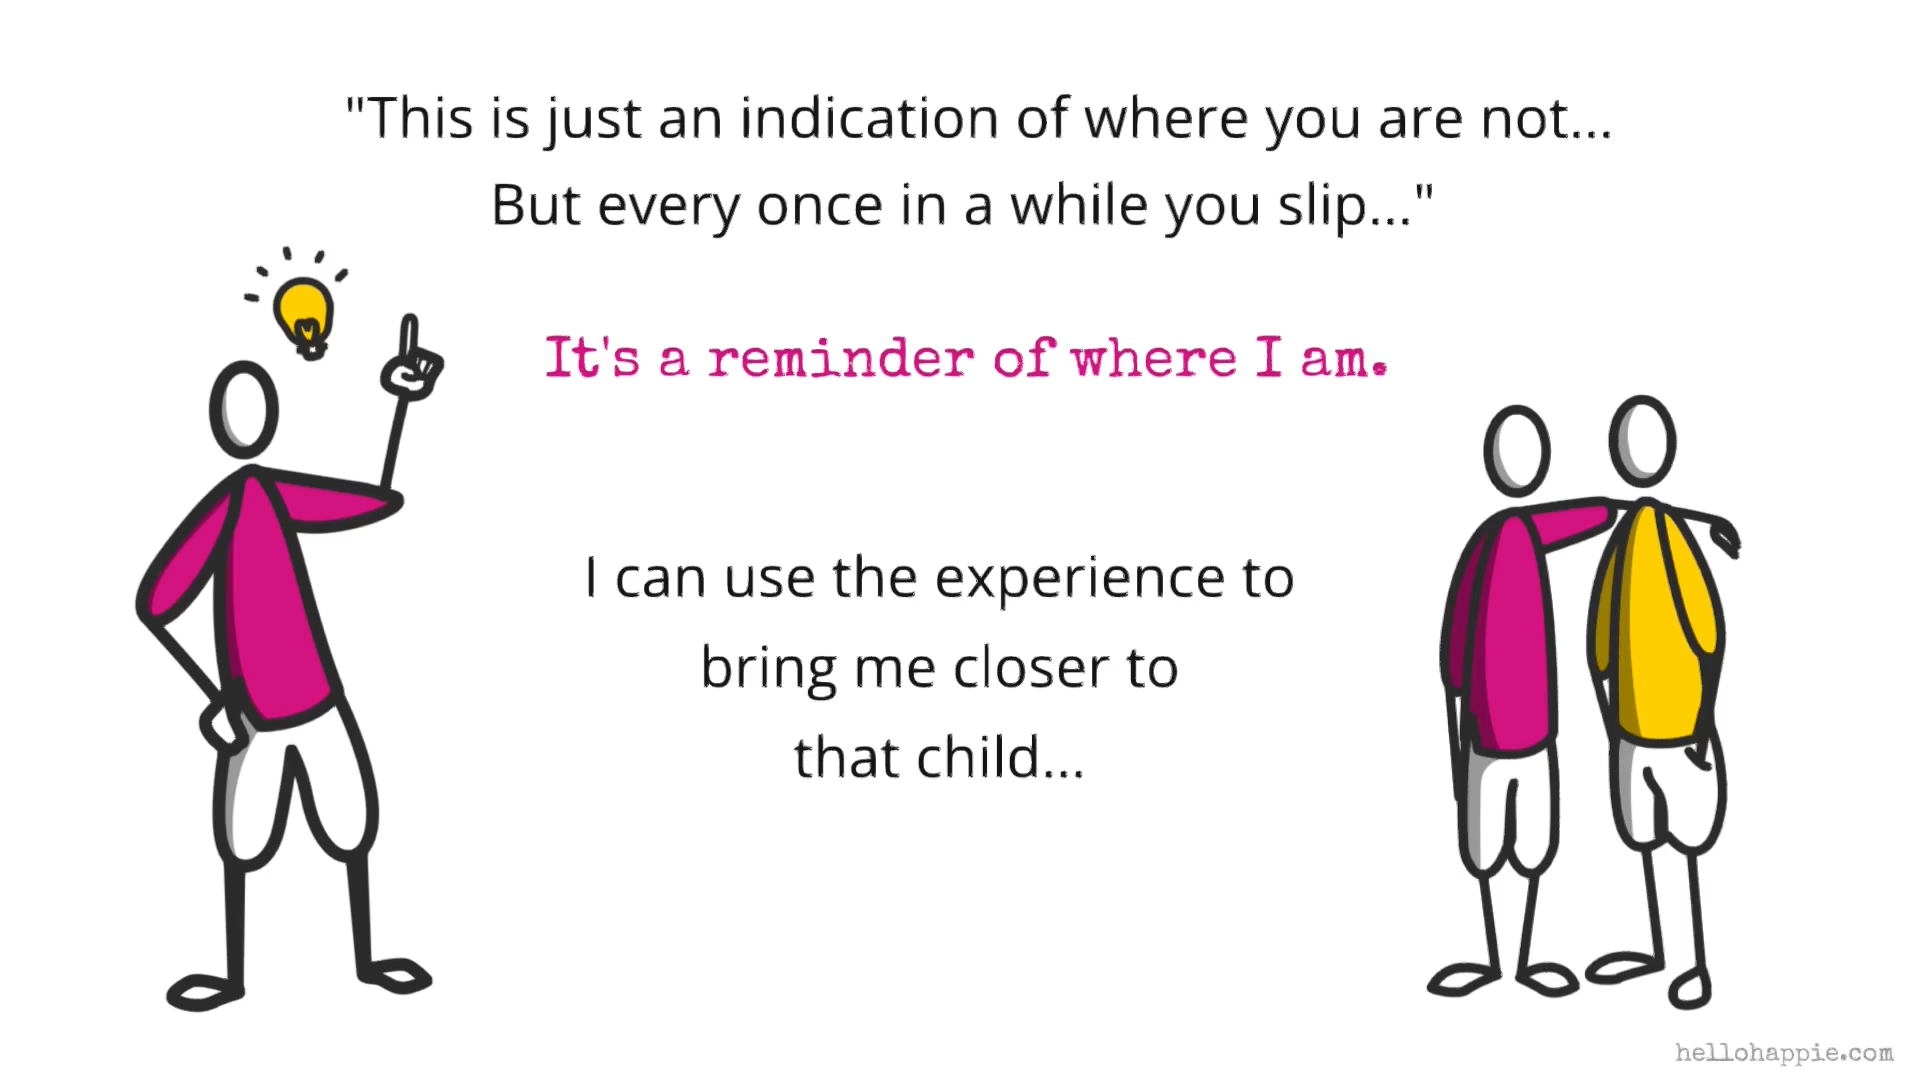 "This is just an indication of where you are not...
But every once in a while you slip..."
It's a reminder of where I am.
I can use the experience to
bring me closer to
that child...
hellohappie.com